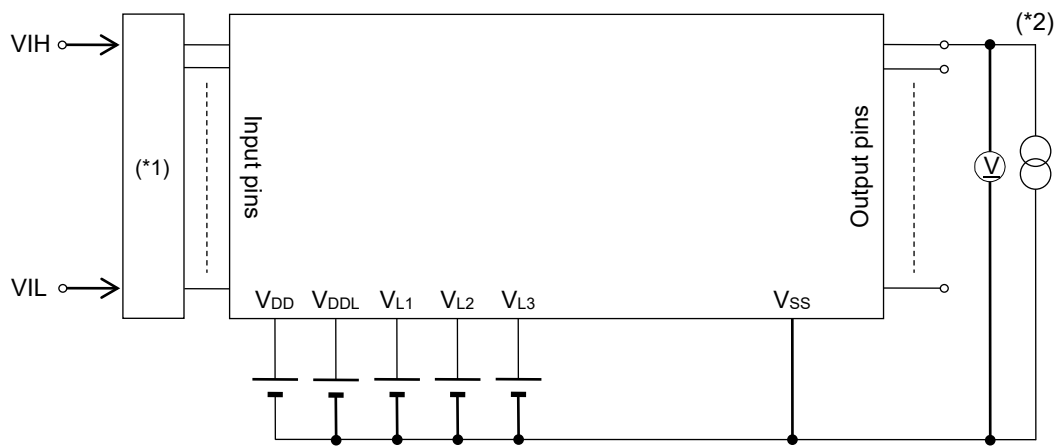 (*2)
VIH
(*1)
Input pins
Output pins
V
VIL
VDD VDDL VL1 VL2 VL3 VSS